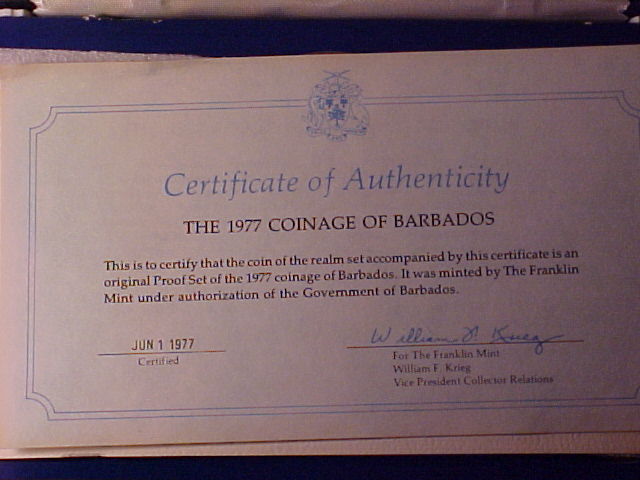 Certificate of Authenticity
THE 1977 COINAGE OF BARBADOS
This is to certify that the coin of the realm set accompanied by this certificate is an
original Proof Set of the 1977 coinage of Barbados. It was minted by The Franklin
Mint under authorization of the Government of Barbados.
JUN 1 1977
Certified
William F. Krieg
For The Franklin Mint
William F. Krieg
Vice President Collector Relations